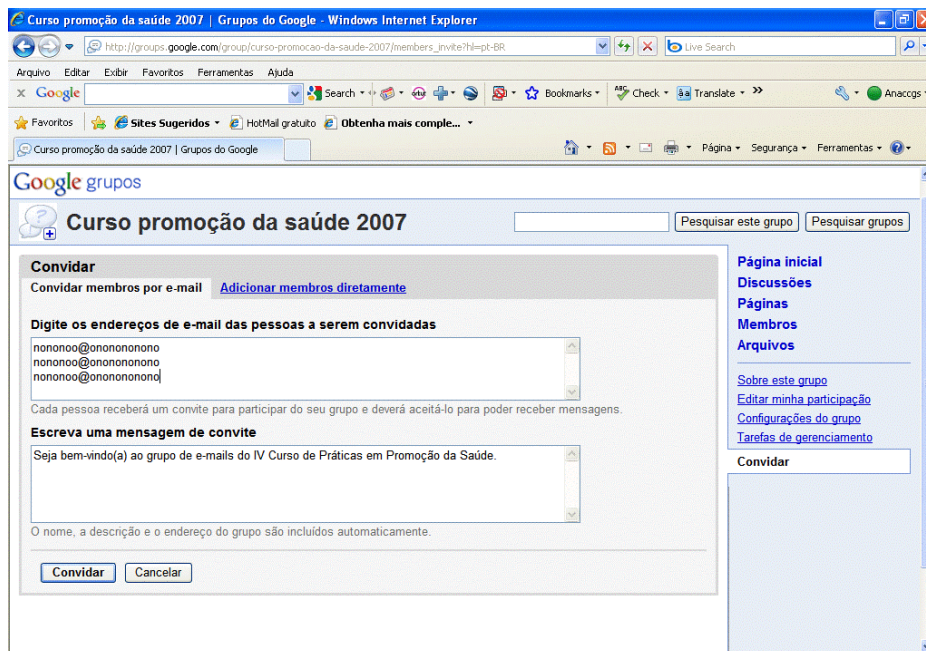 Curso promoção da saúde 2007 | Grupos do Google - Windows Internet Explorer
http://groups.google.com/group/curso-promocao-da-saude-2007/members_invite?hl=pt-BR
Live Search
Arquivo Editar Exibir Favoritos Ferramentas Ajuda
x Google Search Bookmarks ABC Check Translate Anaccgs
Favoritos Sites Sugeridos HotMail gratuito Obtenha mais comple...
Curso promoção da saúde 2007 | Grupos do Google Página Segurança Ferramentas
Google grupos
Curso promoção da saúde 2007 Pesquisar este grupo Pesquisar grupos
Convidar
Convidar membros por e-mail Adicionar membros diretamente
Digite os endereços de e-mail das pessoas a serem convidadas
nononoo@onononono
nononoo@onononono
nononoo@onononono
Cada pessoa receberá um convite para participar do seu grupo e deverá aceitá-lo para poder receber mensagens.
Escreva uma mensagem de convite
Seja bem-vindo(a) ao grupo de e-mails do IV Curso de Práticas em Promoção da Saúde.
O nome, a descrição e o endereço do grupo são incluídos automaticamente.
Convidar Cancelar
Página inicial
Discussões
Páginas
Membros
Arquivos
Sobre este grupo
Editar minha participação
Configurações do grupo
Tarefas de gerenciamento
Convidar